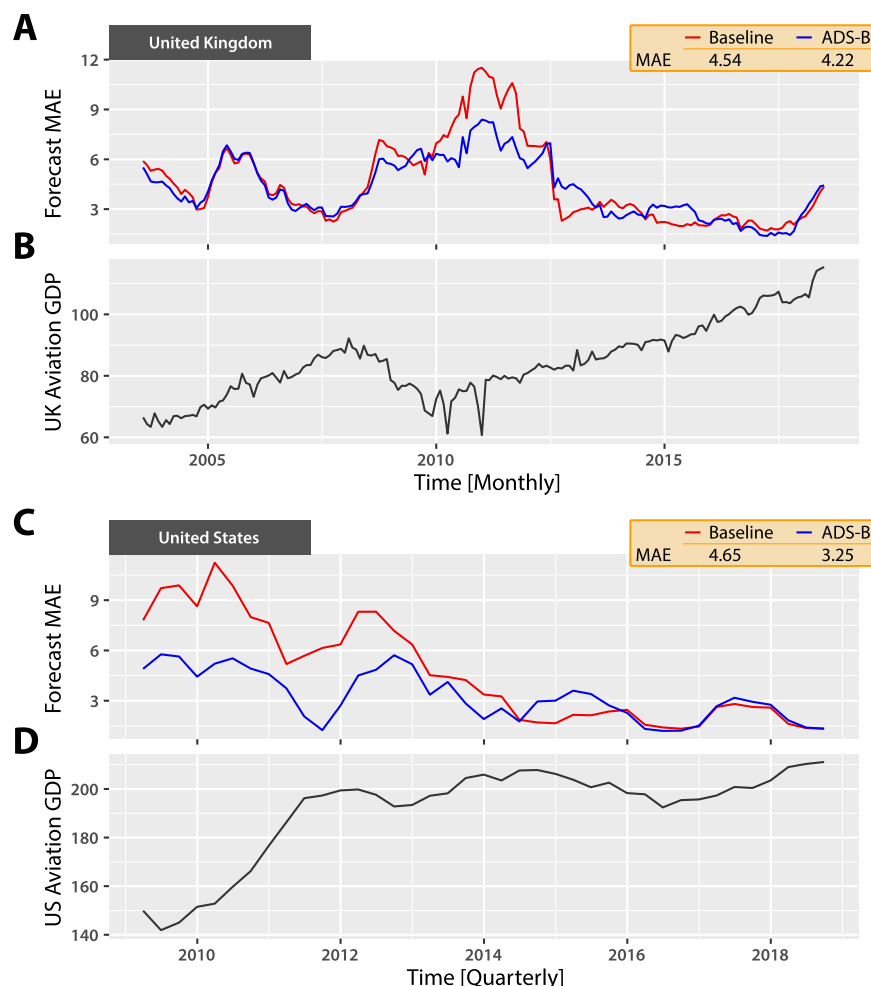 A
United Kingdom
Baseline ADS-B
MAE 4.54 4.22
Forecast MAE
12
9
6
3
B
UK Aviation GDP
100
80
60
2005 2010 2015
Time [Monthly]
C
United States
Baseline ADS-B
MAE 4.65 3.25
Forecast MAE
9
6
3
D
US Aviation GDP
200
180
160
140
2010 2012 2014 2016 2018
Time [Quarterly]